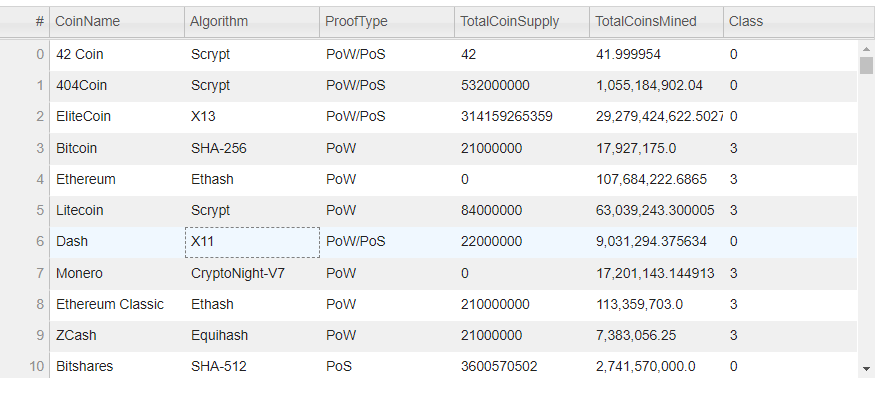 # CoinName Algorithm ProofType TotalCoinSupply TotalCoinsMined Class
0 42 Coin Scrypt PoW/PoS 42 41.999954 0
1 404Coin Scrypt PoW/PoS 532000000 1,055,184,902.04 0
2 EliteCoin X13 PoW/PoS 314159265359 29,279,424,622.5027 0
3 Bitcoin SHA-256 PoW 21000000 17,927,175.0 3
4 Ethereum Ethash PoW 0 107,684,222.6865 3
5 Litecoin Scrypt PoW 84000000 63,039,243.300005 3
6 Dash X11 PoW/PoS 22000000 9,031,294.375634 0
7 Monero CryptoNight-V7 PoW 0 17,201,143.144913 3
8 Ethereum Classic Ethash PoW 210000000 113,359,703.0 3
9 ZCash Equihash PoW 21000000 7,383,056.25 3
10 Bitshares SHA-512 PoS 3600570502 2,741,570,000.0 0